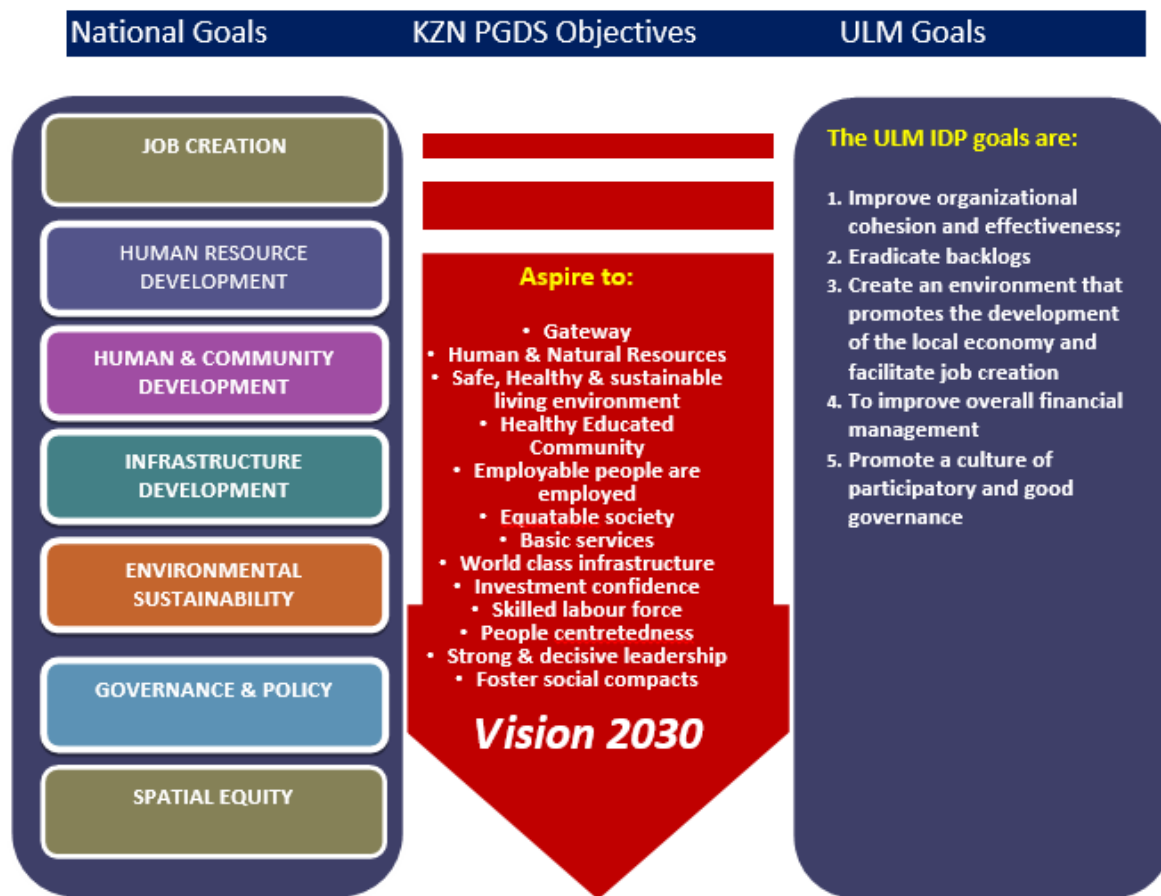 National Goals
KZN PGDS Objectives
ULM Goals
JOB CREATION
HUMAN RESOURCE
DEVELOPMENT
HUMAN & COMMUNITY
DEVELOPMENT
INFRASTRUCTURE
DEVELOPMENT
ENVIRONMENTAL
SUSTAINABILITY
GOVERNANCE & POLICY
SPATIAL EQUITY
Aspire to:
• Gateway
• Human & Natural Resources
• Safe, Healthy & sustainable
living environment
• Healthy Educated
Community
• Employable people are
employed
• Equatable society
• Basic services
• World class infrastructure
• Investment confidence
• Skilled labour force
• People centretedness
• Strong & decisive leadership
• Foster social compacts
Vision 2030
The ULM IDP goals are:
1. Improve organizational
cohesion and effectiveness;
2. Eradicate backlogs
3. Create an environment that
promotes the development
of the local economy and
facilitate job creation
4. To improve overall financial
management
5. Promote a culture of
participatory and good
governance